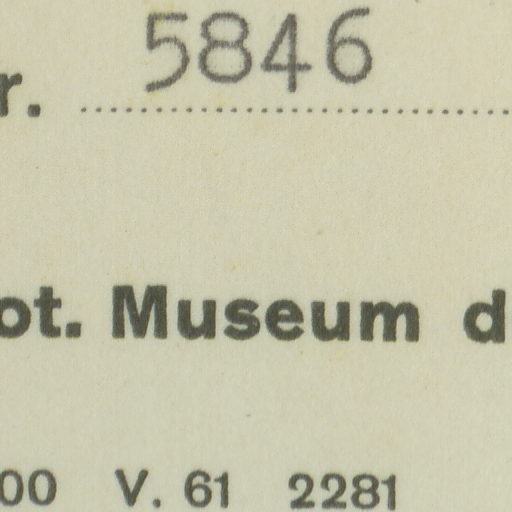 r. 5846
ot. Museum d
00 V. 61 2281